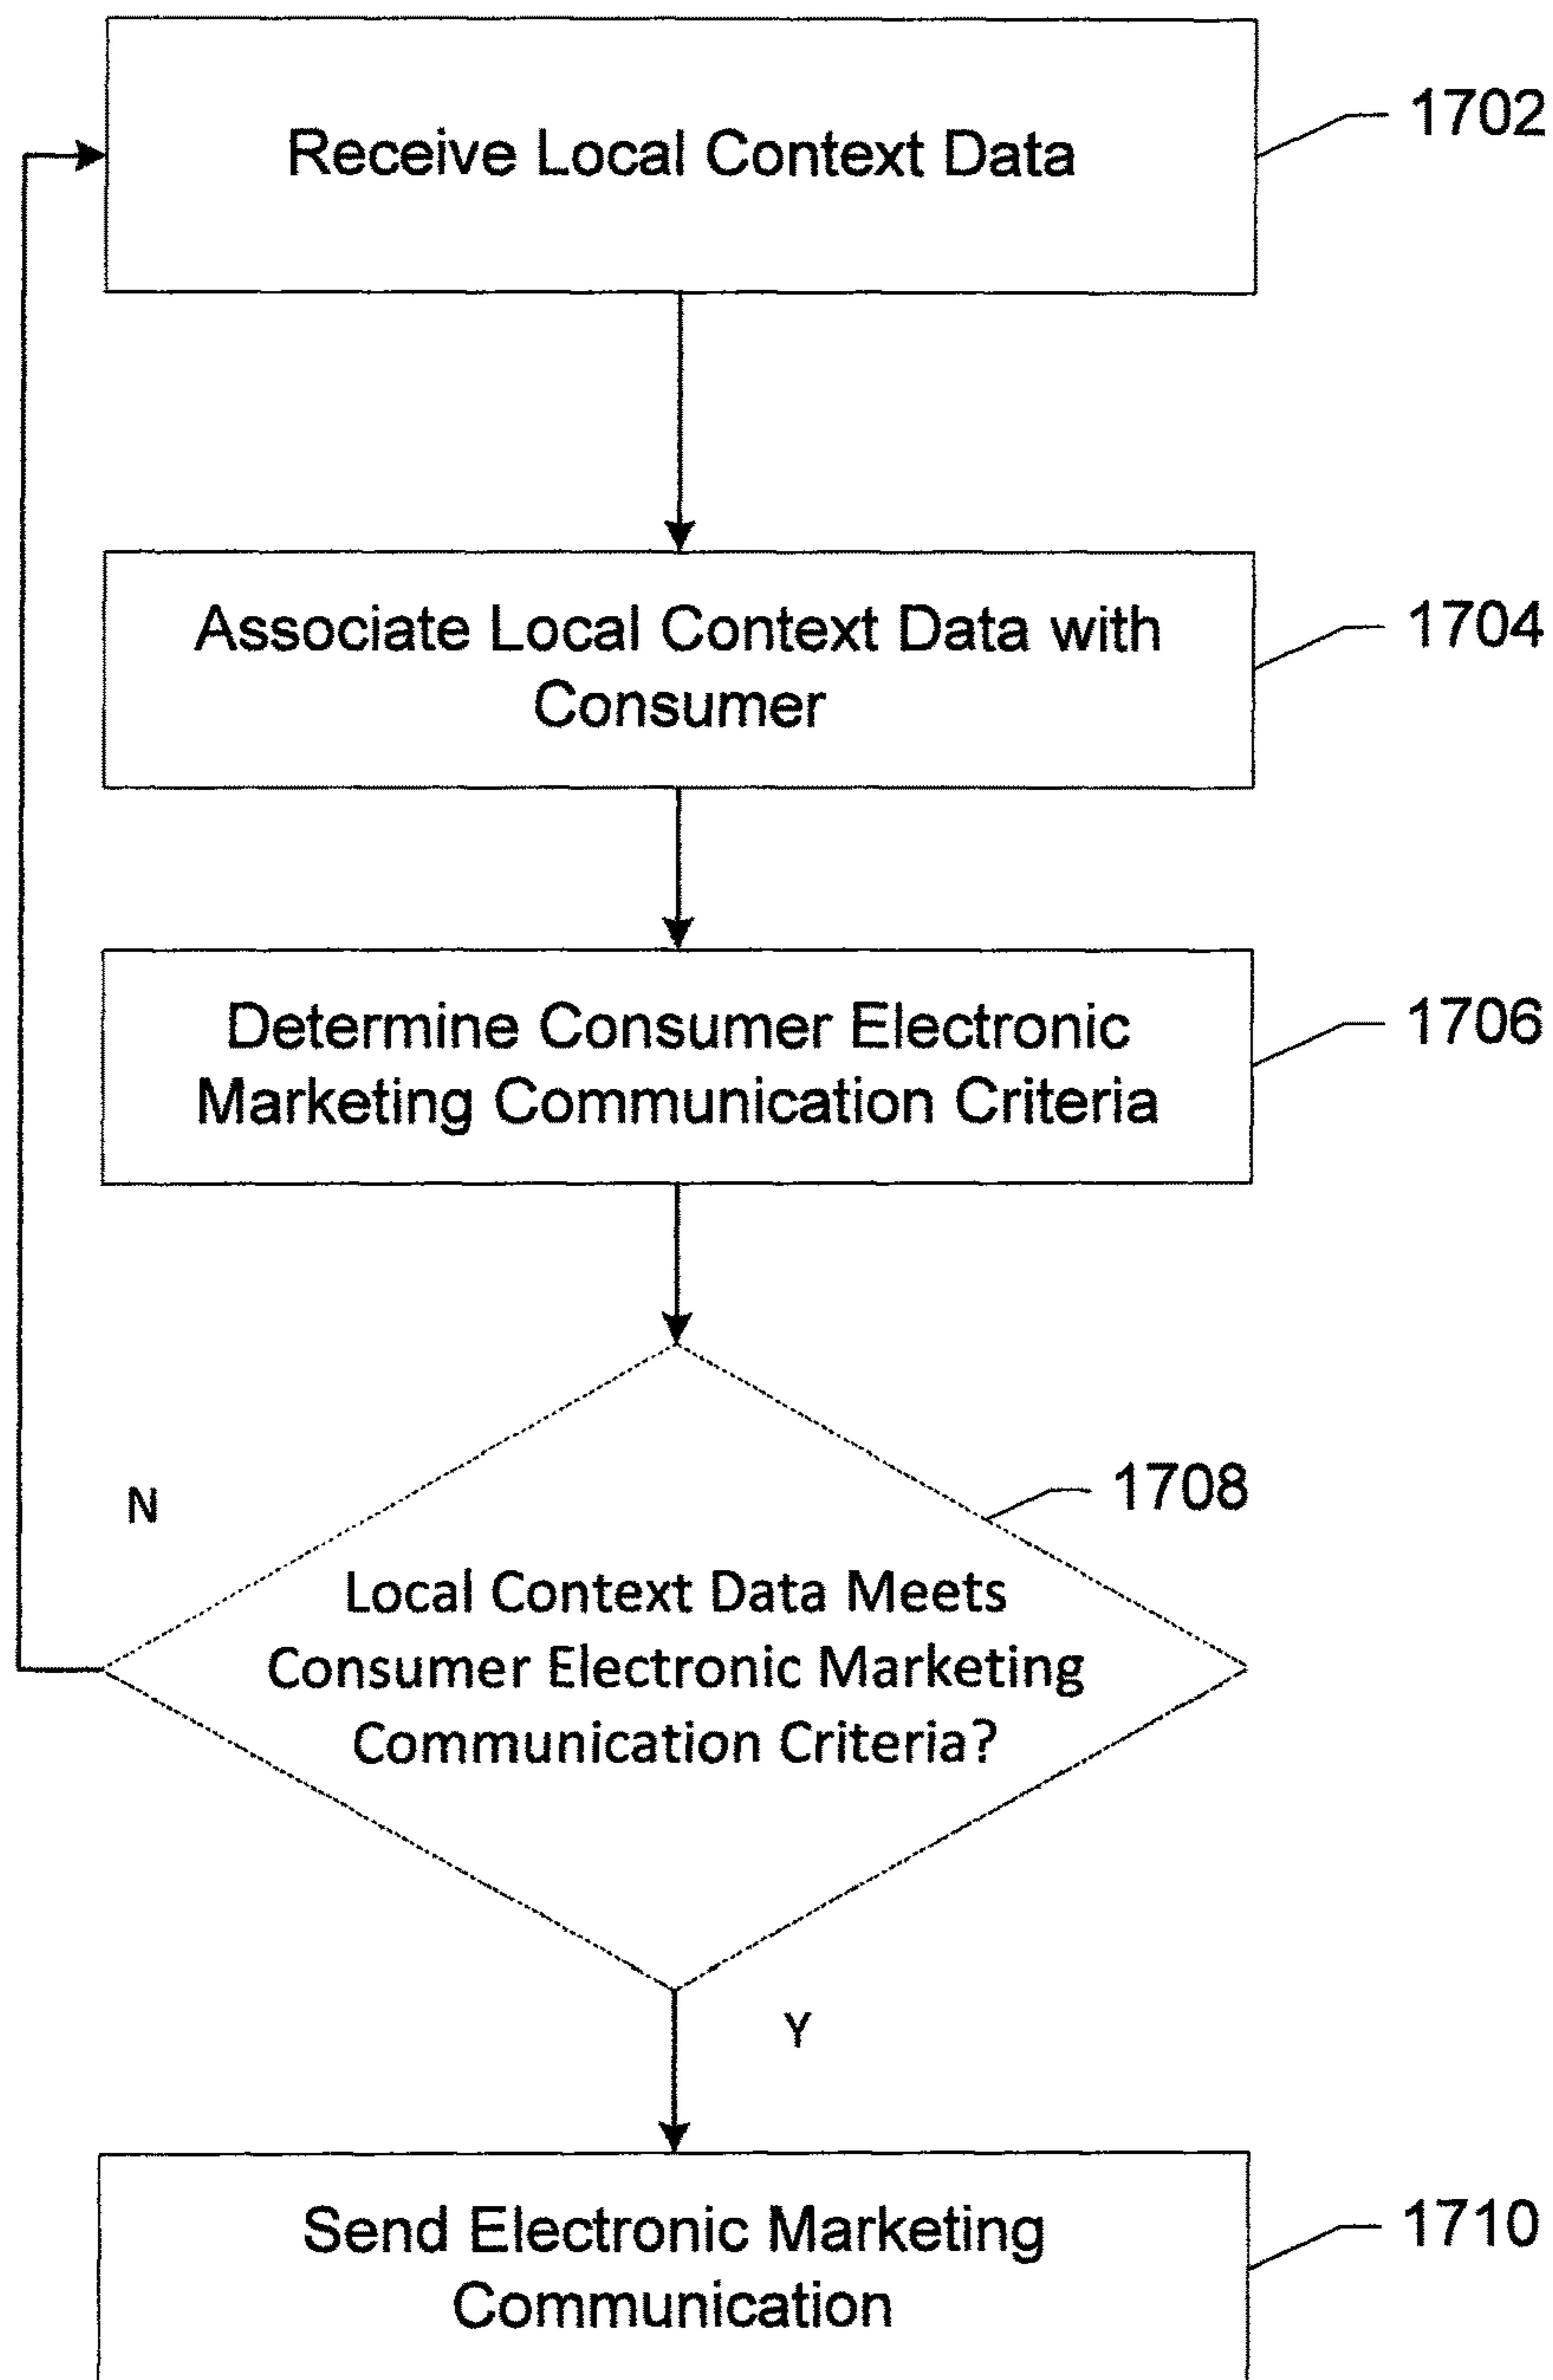 Receive Local Context Data
1702
Associate Local Context Data with
Consumer
1704
Determine Consumer Electronic
Marketing Communication Criteria
1706
N
1708
Local Context Data Meets
Consumer Electronic Marketing
Communication Criteria?
Y
Send Electronic Marketing
Communication
1710